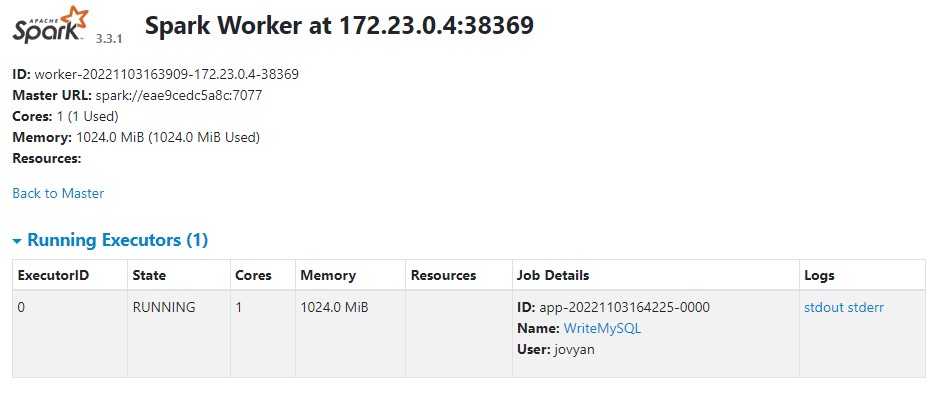 APACHE
Spark 3.3.1 Spark Worker at 172.23.0.4:38369
ID: worker-20221103163909-172.23.0.4-38369
Master URL: spark://eae9cedc5a8c:7077
Cores: 1 (1 Used)
Memory: 1024.0 MiB (1024.0 MiB Used)
Resources:
Back to Master
Running Executors (1)
ExecutorID State Cores Memory Resources Job Details Logs
0 RUNNING 1 1024.0 MiB ID: app-20221103164225-0000 stdout stderr
Name: WriteMySQL
User: jovyan